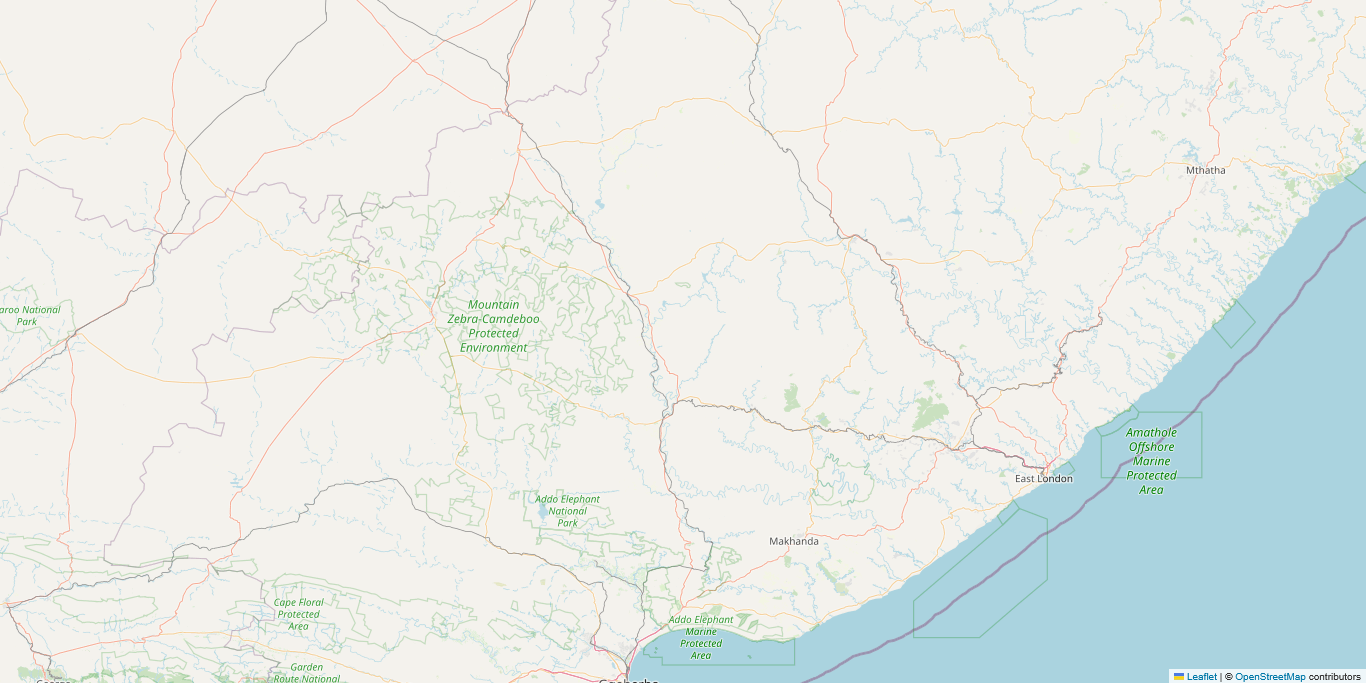 Mthatha
aroo National
Park
Mountain
Zebra-Camdeboo
Protected
Environment
Amathole
Offshore
Marine
Protected
Area
East London
Addo Elephant
National
Park
Makhanda
Cape Floral
Protected
Area
Addo Elephant
Marine
Protected
Area
Garden
Route National
Leaflet | © OpenStreetMap contributors